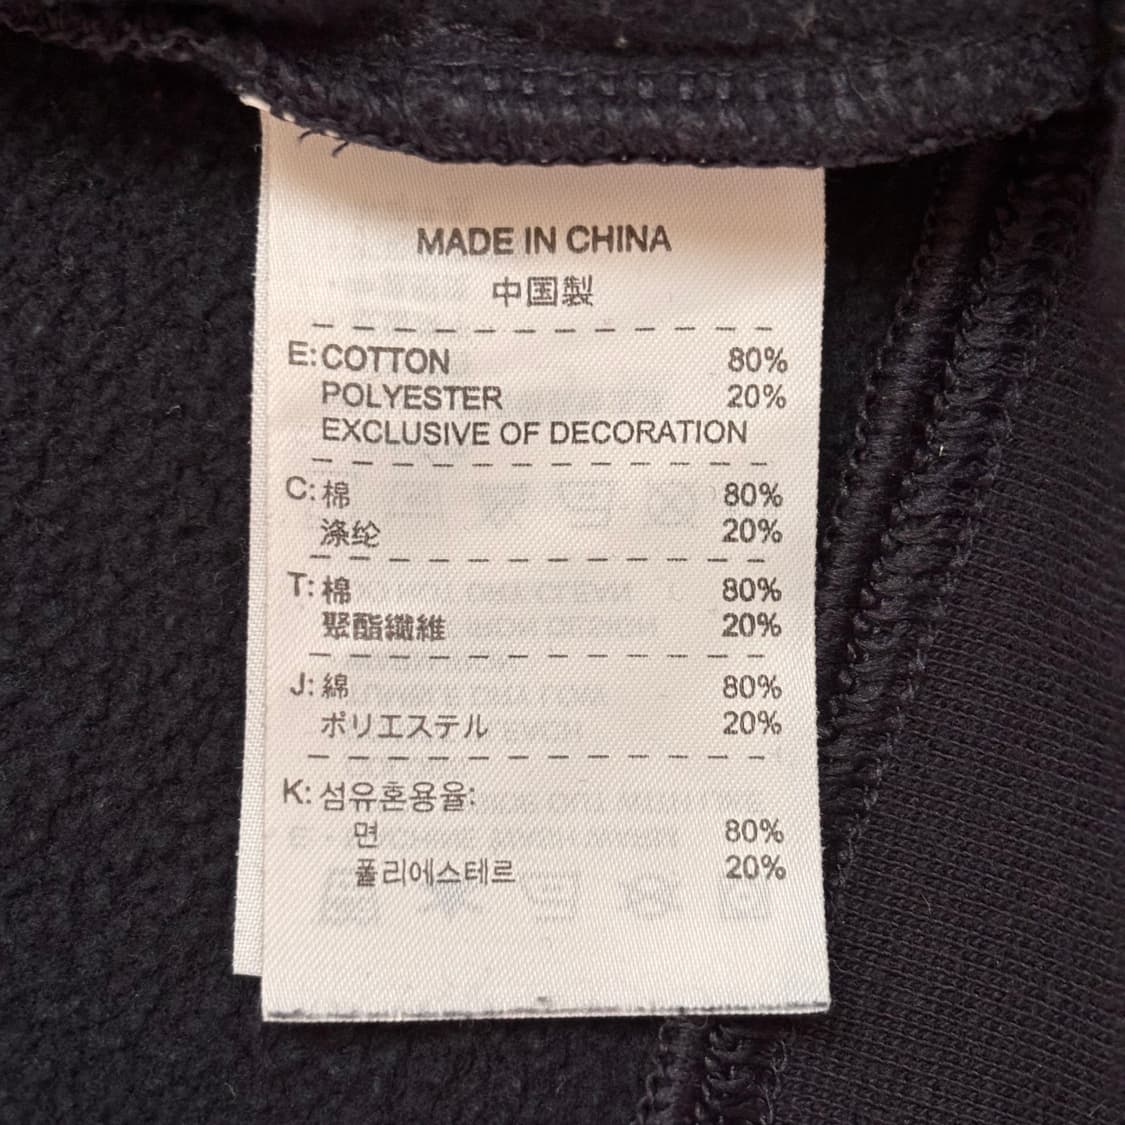 MADE IN CHINA
中国製
E: COTTON 80%
POLYESTER 20%
EXCLUSIVE OF DECORATION
C: 棉 80%
涤纶 20%
T: 棉 80%
聚酯纖維 20%
J: 綿 80%
ポリエステル 20%
K: 섬유혼용율:
면 80%
폴리에스테르 20%